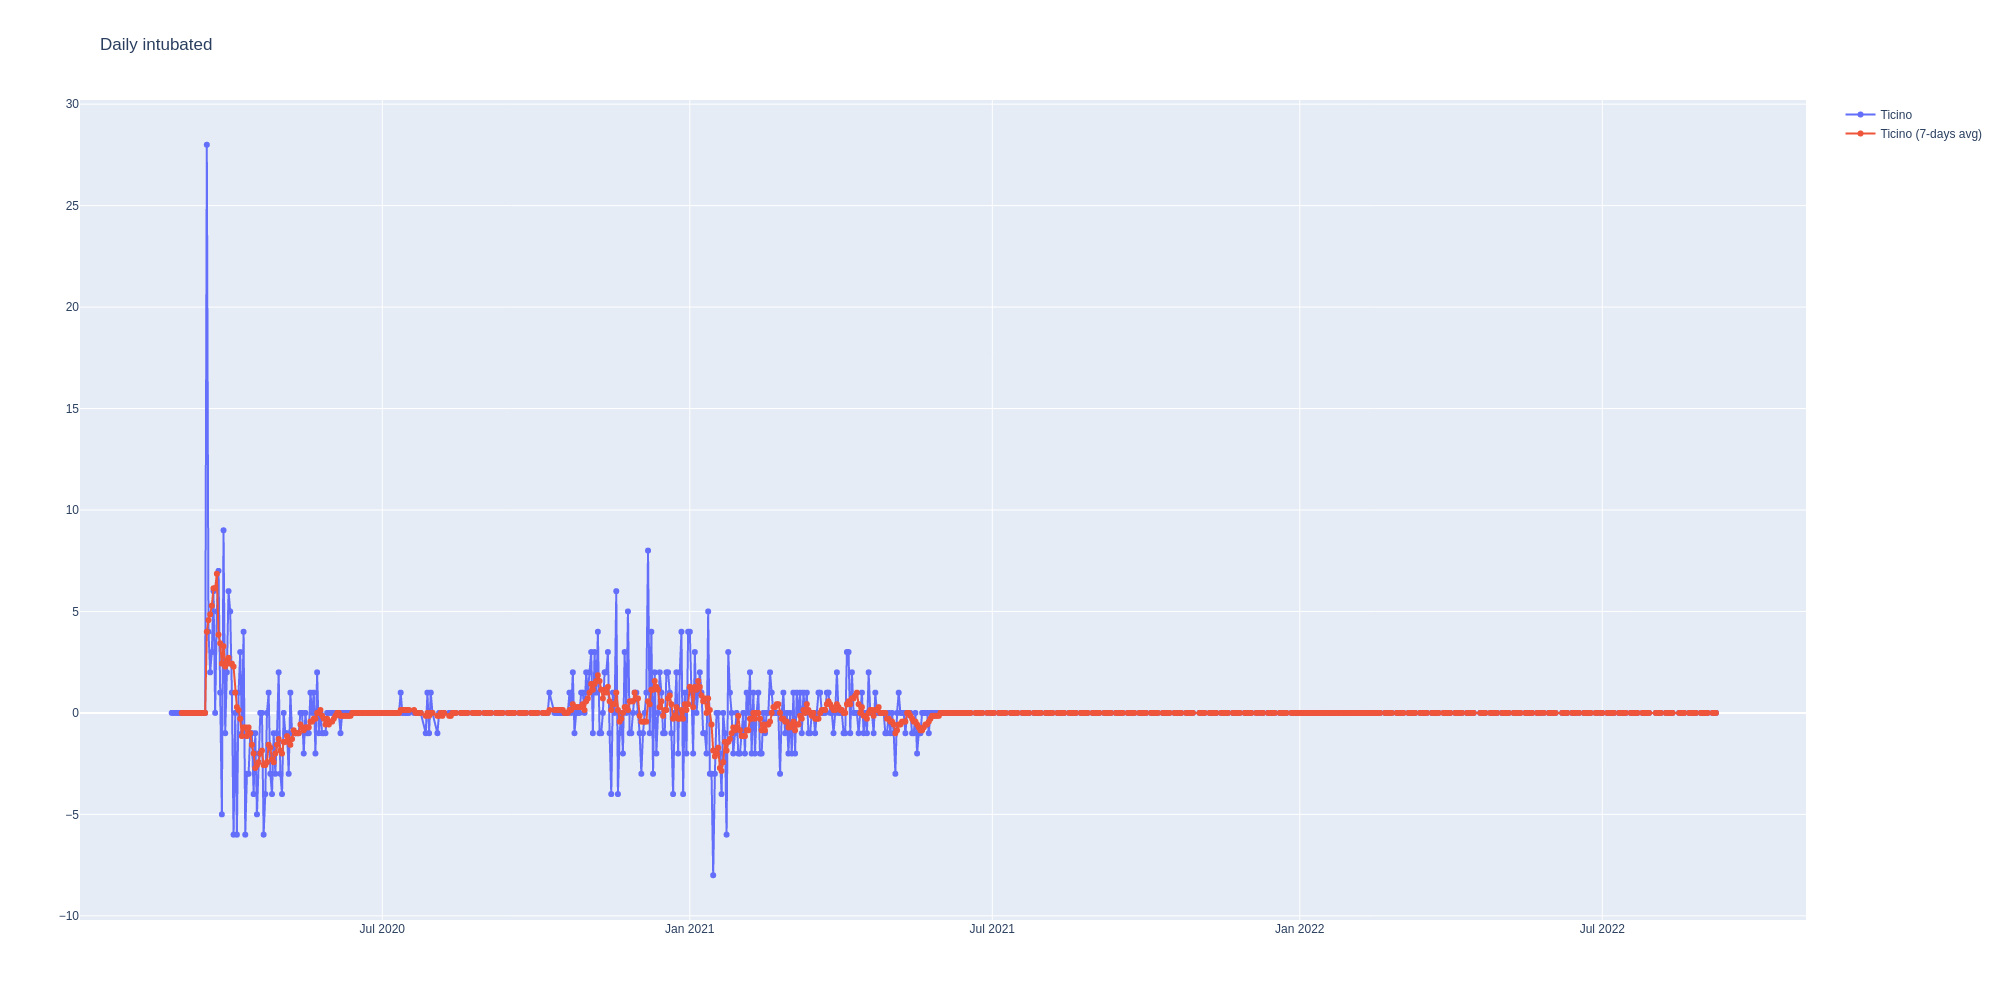 Daily intubated
30
25
20
15
10
5
0
−5
−10
Jul 2020
Jan 2021
Jul 2021
Jan 2022
Jul 2022
Ticino
Ticino (7-days avg)